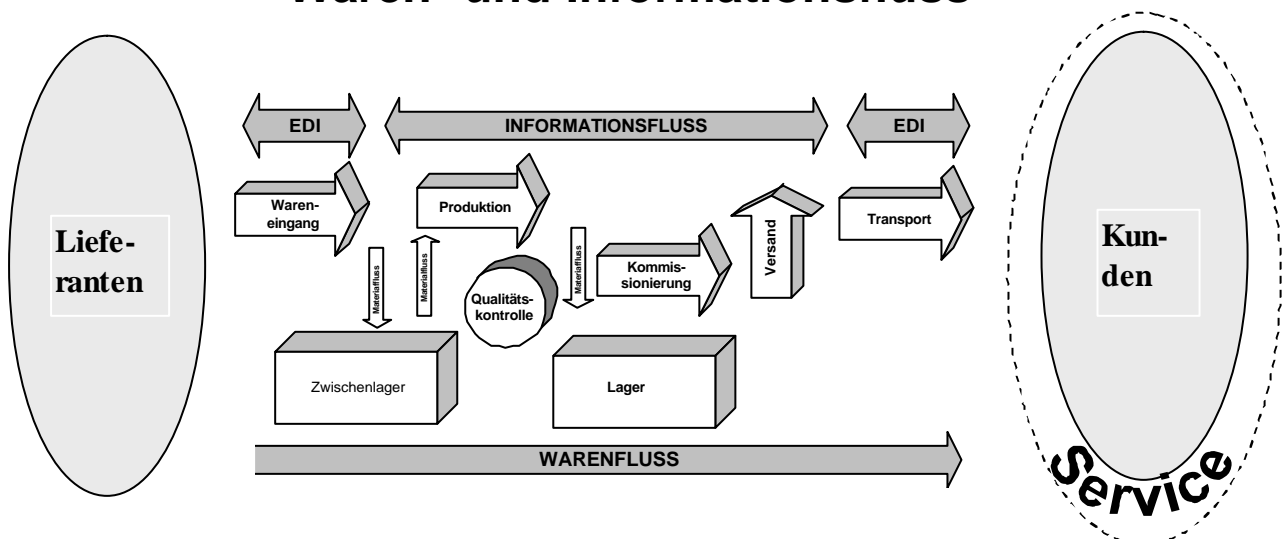 Waren- und Informationsfluss
EDI
INFORMATIONSFLUSS
EDI
Waren-
eingang
Produktion
Versand
Transport
Liefe-
ranten
Materialfluss
Materialfluss
Materialfluss
Kommis-
sionierung
Kun-
den
Qualitäts-
kontrolle
Zwischenlager
Lager
WARENFLUSS
Service